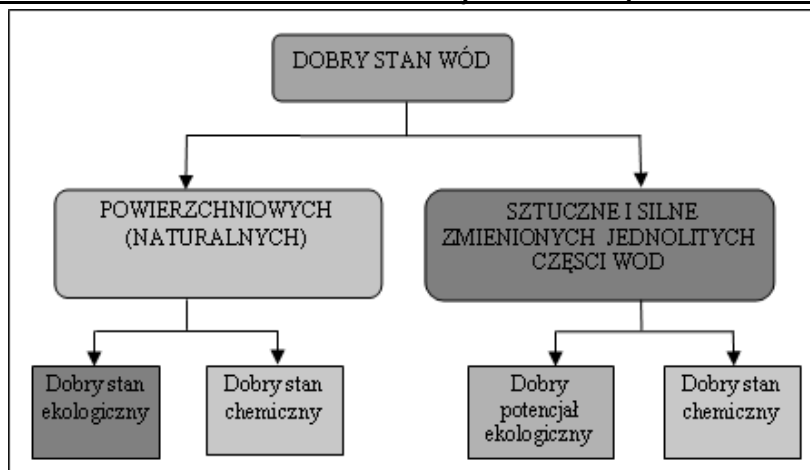 DOBRY STAN WÓD
POWIERZCHNIOWYCH
(NATURALNYCH)
SZTUCZNE I SILNE
ZMIENIONYCH JEDNOLITYCH
CZĘSCI WOD
Dobry stan
ekologiczny
Dobry stan
chemiczny
Dobry
potencjał
ekologiczny
Dobry stan
chemiczny